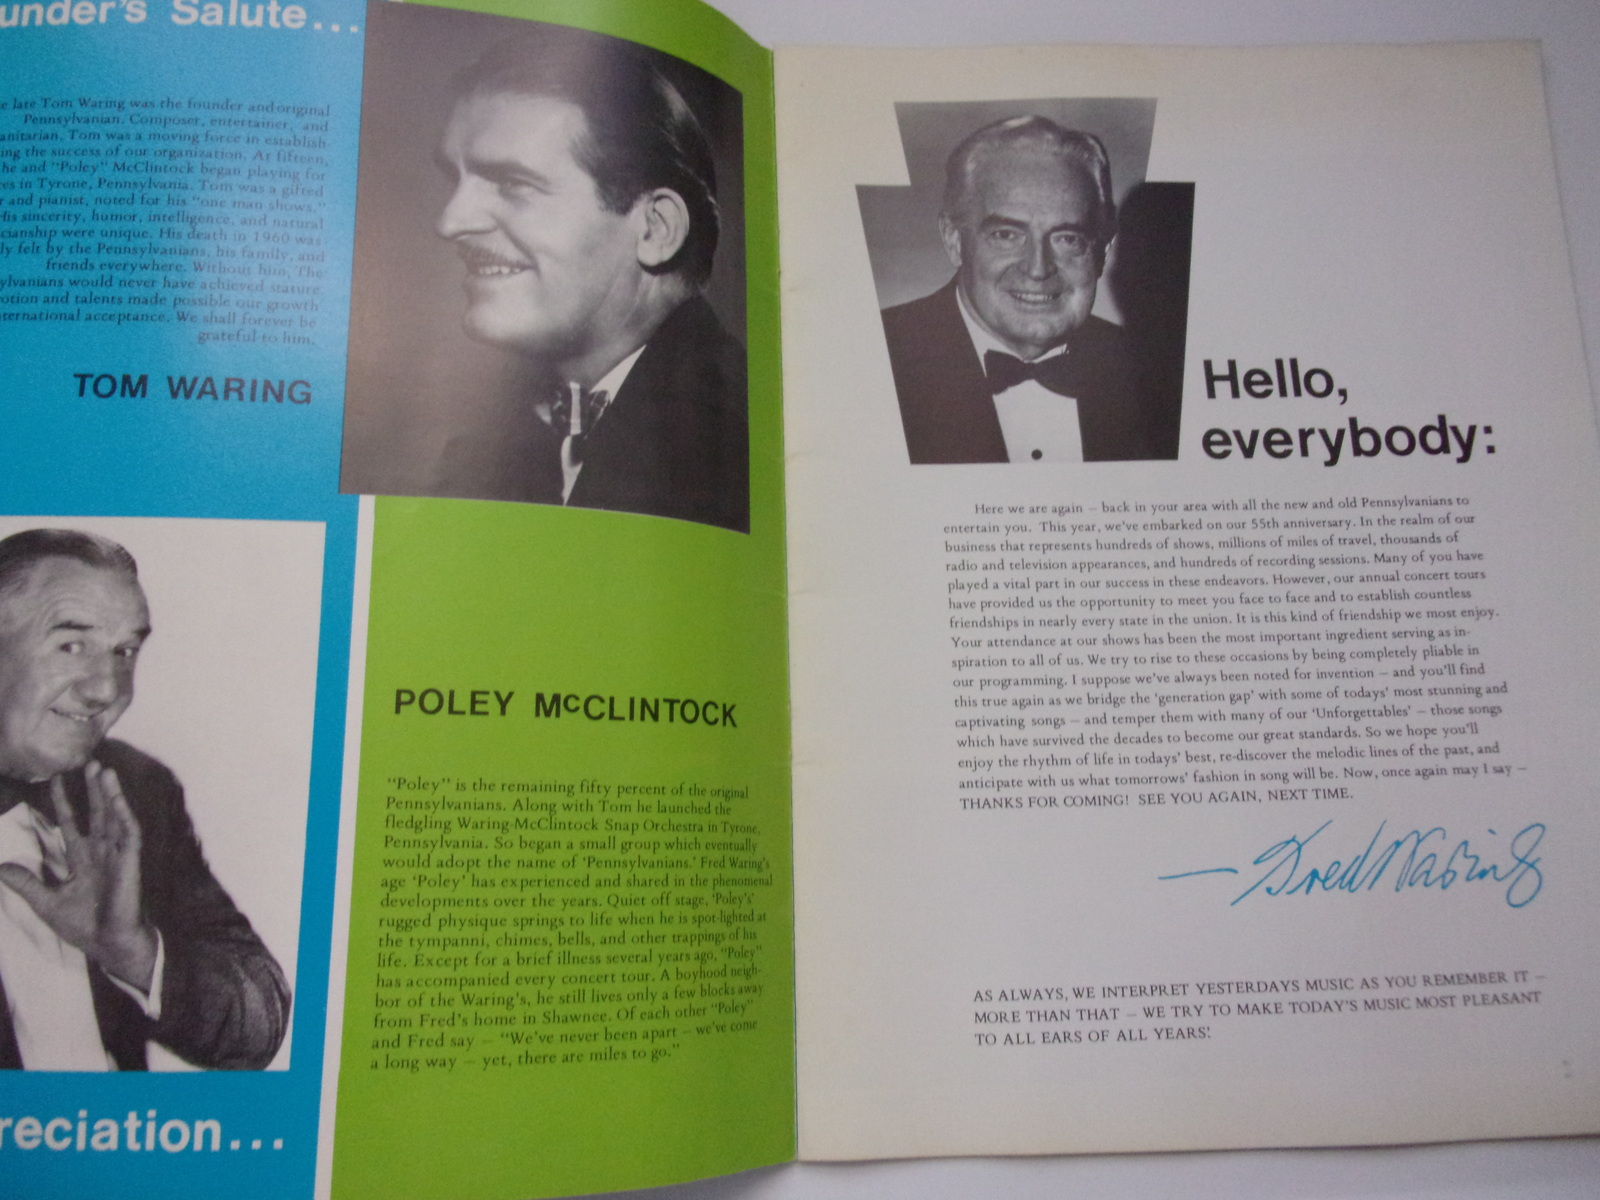 under's Salute...
e late Tom Waring was the founder and original
Pennsylvanian. Composer, entertainer, and
anitarian, Tom was a moving force in establish-
ing the success of our organization. At fifteen,
he and "Poley" McClintock began playing for
es in Tyrone, Pennsylvania. Tom was a gifted
r and pianist, noted for his "one man shows."
His sincerity, humor, intelligence, and natural
cianship were unique. His death in 1960 was
ly felt by the Pennsylvanians, his family, and
friends everywhere. Without him, The
sylvanians would never have achieved stature.
otion and talents made possible our growth
ternational acceptance. We shall forever be
grateful to him.
TOM WARING
reciation...
POLEY McCLINTOCK
"Poley" is the remaining fifty percent of the original
Pennsylvanians. Along with Tom he launched the
fledgling Waring-McClintock Snap Orchestra in Tyrone,
Pennsylvania. So began a small group which eventually
would adopt the name of 'Pennsylvanians.' Fred Waring's
age 'Poley' has experienced and shared in the phenomenal
developments over the years. Quiet off stage, 'Poley's'
rugged physique springs to life when he is spot-lighted at
the tympanni, chimes, bells, and other trappings of his
life. Except for a brief illness several years ago, "Poley"
has accompanied every concert tour. A boyhood neigh-
bor of the Waring's, he still lives only a few blocks away
from Fred's home in Shawnee. Of each other "Poley"
and Fred say — "We've never been apart — we've come
a long way — yet, there are miles to go."
Hello,
everybody:
Here we are again — back in your area with all the new and old Pennsylvanians to
entertain you. This year, we've embarked on our 55th anniversary. In the realm of our
business that represents hundreds of shows, millions of miles of travel, thousands of
radio and television appearances, and hundreds of recording sessions. Many of you have
played a vital part in our success in these endeavors. However, our annual concert tours
have provided us the opportunity to meet you face to face and to establish countless
friendships in nearly every state in the union. It is this kind of friendship we most enjoy.
Your attendance at our shows has been the most important ingredient serving as in-
spiration to all of us. We try to rise to these occasions by being completely pliable in
our programming. I suppose we've always been noted for invention — and you'll find
this true again as we bridge the 'generation gap' with some of todays' most stunning and
captivating songs — and temper them with many of our 'Unforgettables' — those songs
which have survived the decades to become our great standards. So we hope you'll
enjoy the rhythm of life in todays' best, re-discover the melodic lines of the past, and
anticipate with us what tomorrows' fashion in song will be. Now, once again may I say —
THANKS FOR COMING! SEE YOU AGAIN, NEXT TIME.
— Fred Waring
AS ALWAYS, WE INTERPRET YESTERDAYS MUSIC AS YOU REMEMBER IT —
MORE THAN THAT — WE TRY TO MAKE TODAY'S MUSIC MOST PLEASANT
TO ALL EARS OF ALL YEARS!